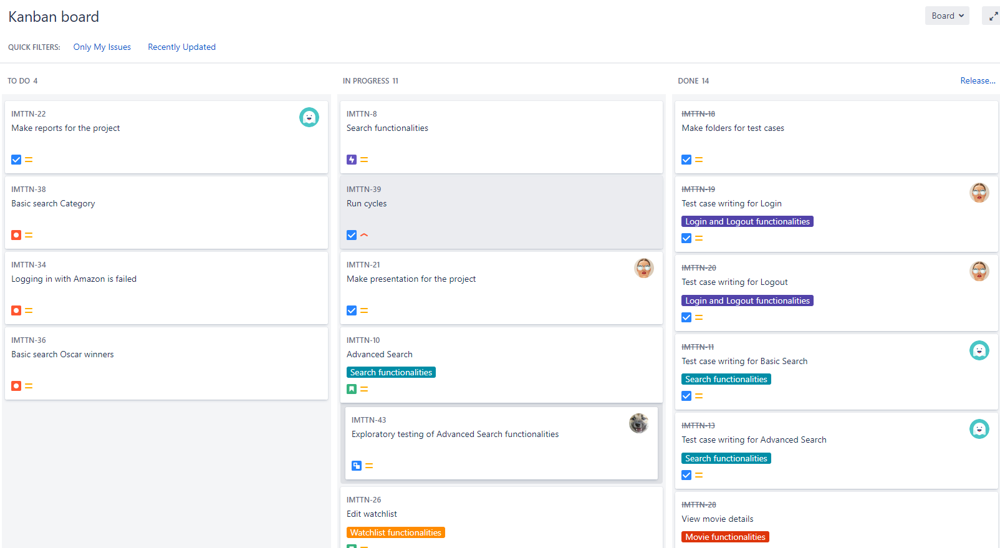 Kanban board
Board
QUICK FILTERS:
Only My Issues
Recently Updated
TO DO 4
IMTTN-22
Make reports for the project
IMTTN-38
Basic search Category
IMTTN-34
Logging in with Amazon is failed
IMTTN-36
Basic search Oscar winners
IN PROGRESS 11
IMTTN-8
Search functionalities
IMTTN-39
Run cycles
IMTTN-21
Make presentation for the project
IMTTN-10
Advanced Search
Search functionalities
IMTTN-43
Exploratory testing of Advanced Search functionalities
IMTTN-26
Edit watchlist
Watchlist functionalities
DONE 14
Release...
IMTTN-18
Make folders for test cases
IMTTN-19
Test case writing for Login
Login and Logout functionalities
IMTTN-20
Test case writing for Logout
Login and Logout functionalities
IMTTN-11
Test case writing for Basic Search
Search functionalities
IMTTN-13
Test case writing for Advanced Search
Search functionalities
IMTTN-28
View movie details
Movie functionalities